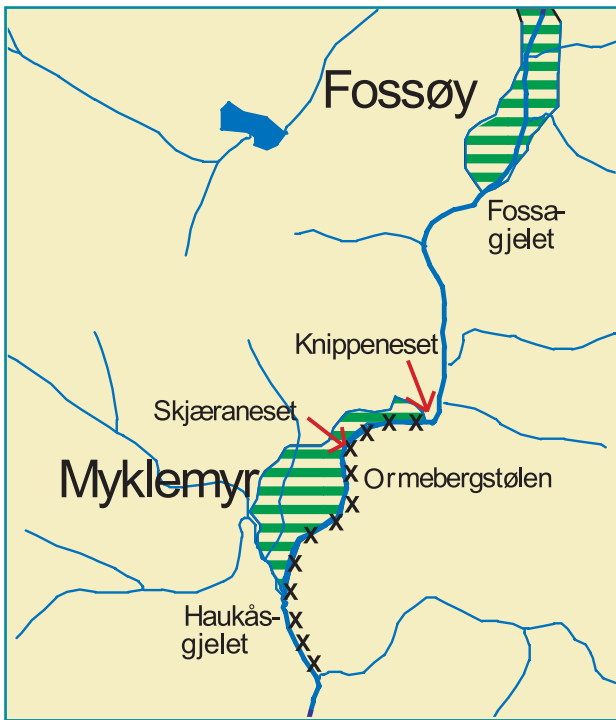 Fossøy
Fossa-
gjelet
Knippeneset
Skjæraneset
Myklemyr
Ormebergstølen
Haukås-
gjelet
X
X
X
X
X
X
X
X
X
X
X
X
X